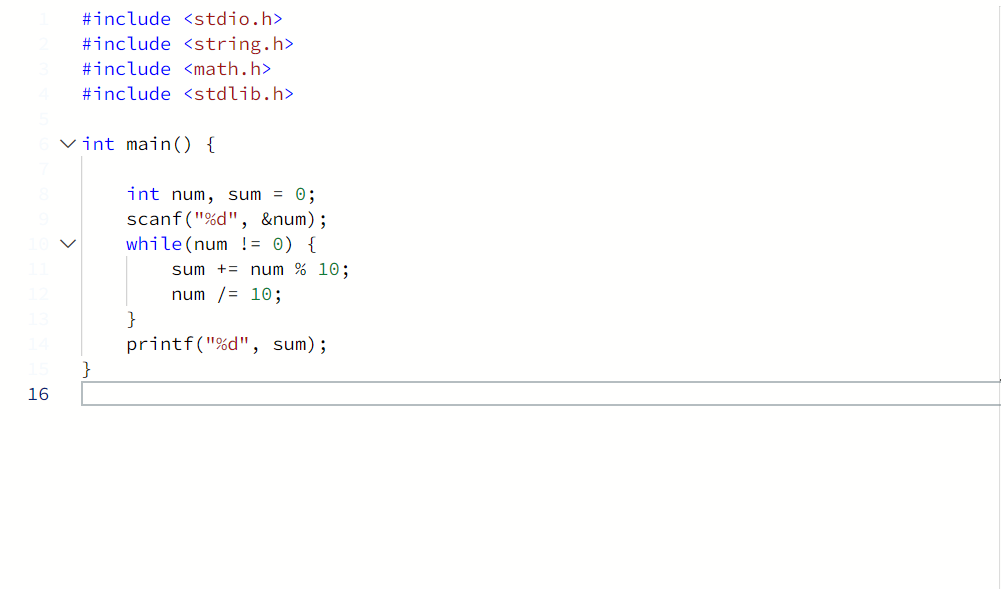 1 #include <stdio.h>
2 #include <string.h>
3 #include <math.h>
4 #include <stdlib.h>
5
6 int main() {
7
8     int num, sum = 0;
9     scanf("%d", &num);
10     while(num != 0) {
11         sum += num % 10;
12         num /= 10;
13     }
14     printf("%d", sum);
15 }
16